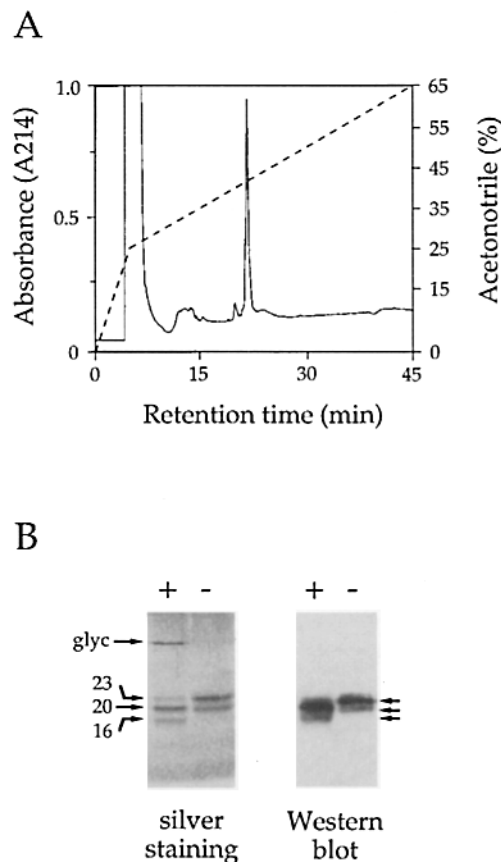 A
Absorbance (A214)
1.0
0.5
0
65
55
45
35
25
15
0
Acetonotrile (%)
0 15 30 45
Retention time (min)
B
+ - + -
glyc
23
20
16
silver
staining
Western
blot